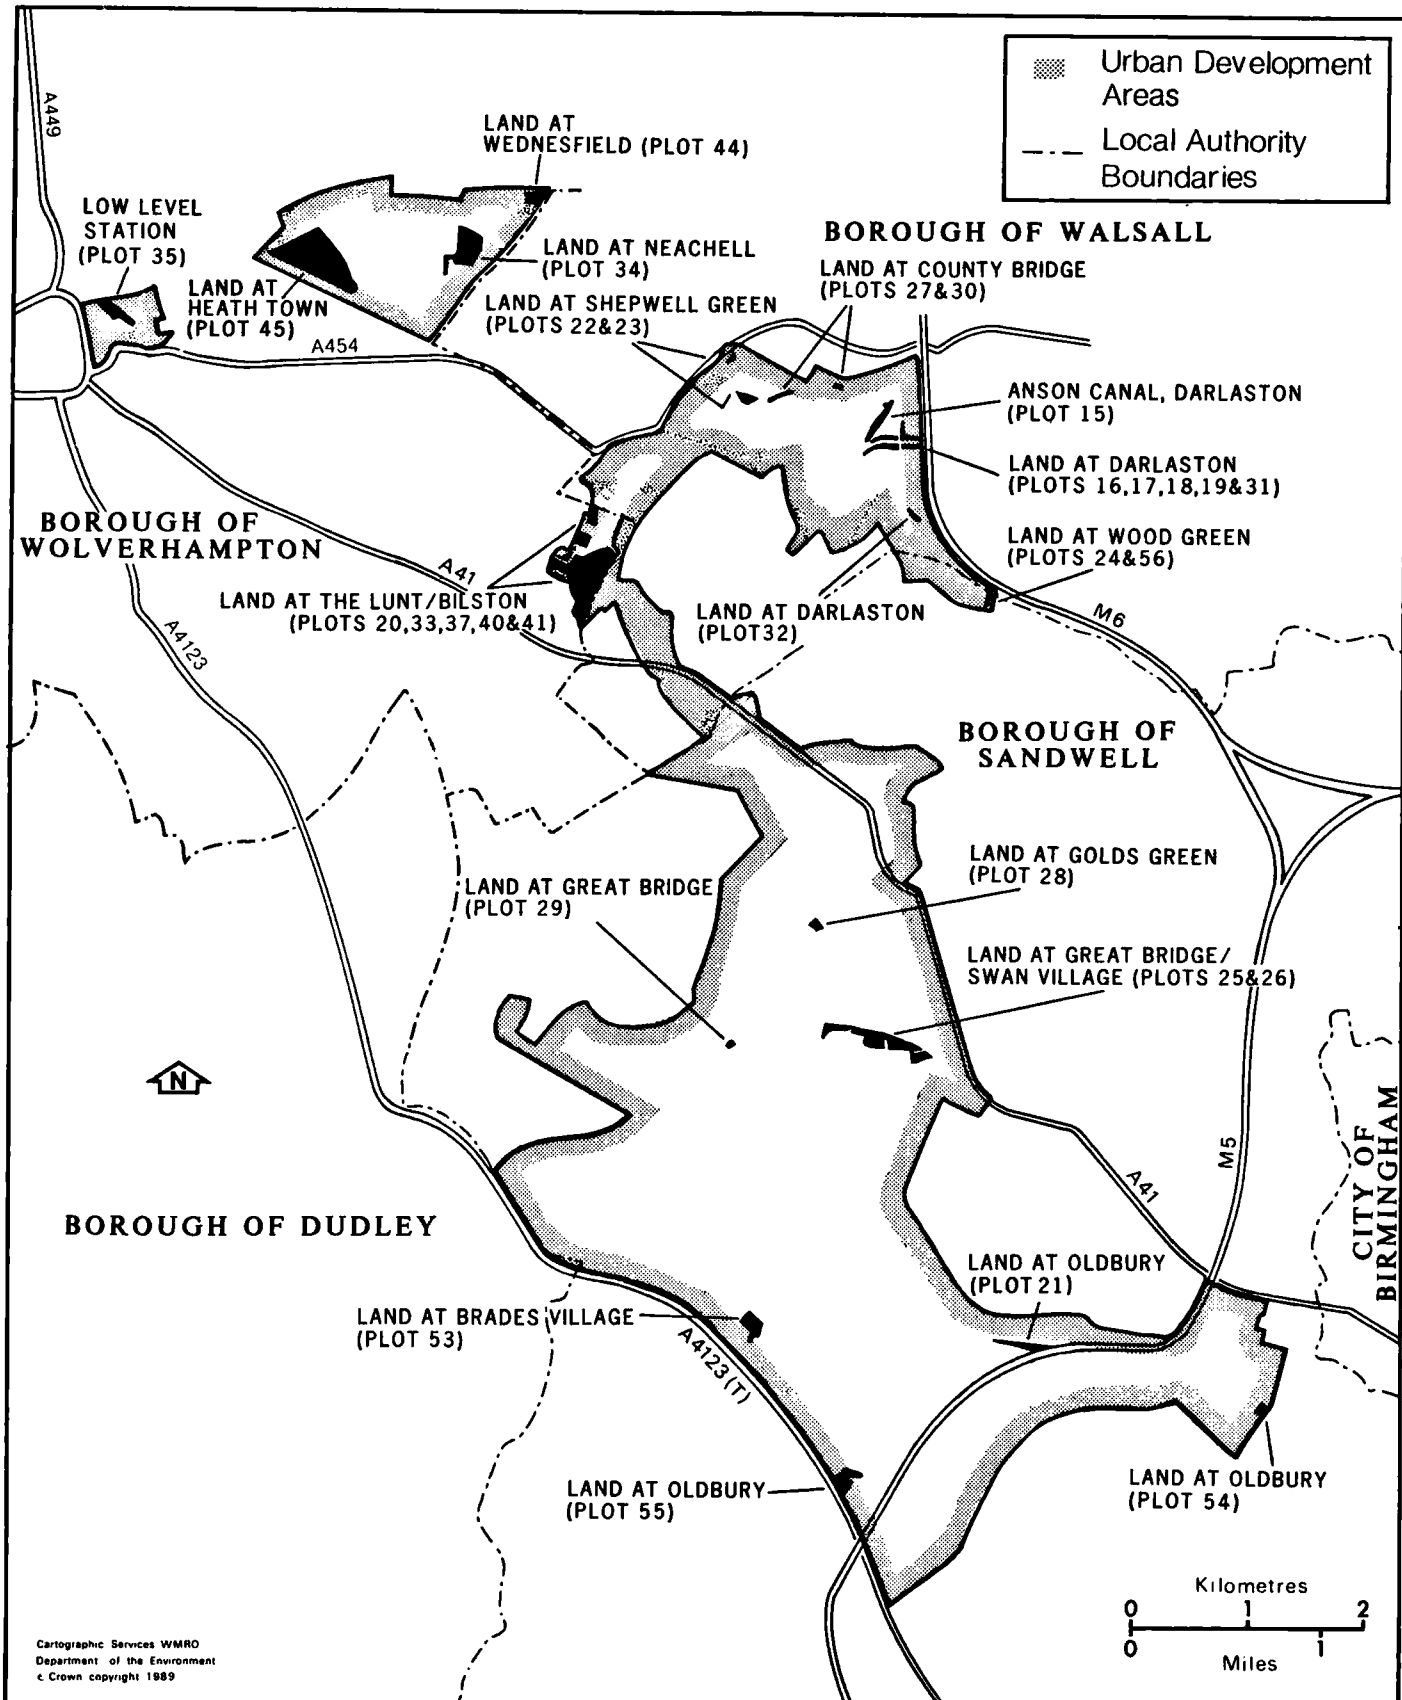 Urban Development
Areas
Local Authority
Boundaries
A449
LAND AT
WEDNESFIELD (PLOT 44)
LOW LEVEL
STATION
(PLOT 35)
LAND AT
HEATH TOWN
(PLOT 45)
LAND AT NEACHELL
(PLOT 34)
BOROUGH OF WALSALL
LAND AT COUNTY BRIDGE
(PLOTS 27&30)
LAND AT SHEPWELL GREEN
(PLOTS 22&23)
A454
ANSON CANAL, DARLASTON
(PLOT 15)
LAND AT DARLASTON
(PLOTS 16,17,18,19&31)
BOROUGH OF
WOLVERHAMPTON
LAND AT WOOD GREEN
(PLOTS 24&56)
A41
LAND AT THE LUNT/BILSTON
(PLOTS 20,33,37,40&41)
LAND AT DARLASTON
(PLOT32)
M6
A4123
BOROUGH OF
SANDWELL
LAND AT GOLDS GREEN
(PLOT 28)
LAND AT GREAT BRIDGE
(PLOT 29)
LAND AT GREAT BRIDGE/
SWAN VILLAGE (PLOTS 25&26)
N
M5
A41
CITY OF
BIRMINGHAM
BOROUGH OF DUDLEY
LAND AT OLDBURY
(PLOT 21)
LAND AT BRADES VILLAGE
(PLOT 53)
A4123(T)
LAND AT OLDBURY
(PLOT 55)
LAND AT OLDBURY
(PLOT 54)
Kilometres
0 1 2
0 1
Miles
Cartographic Services WMRO
Department of the Environment
c Crown copyright 1989